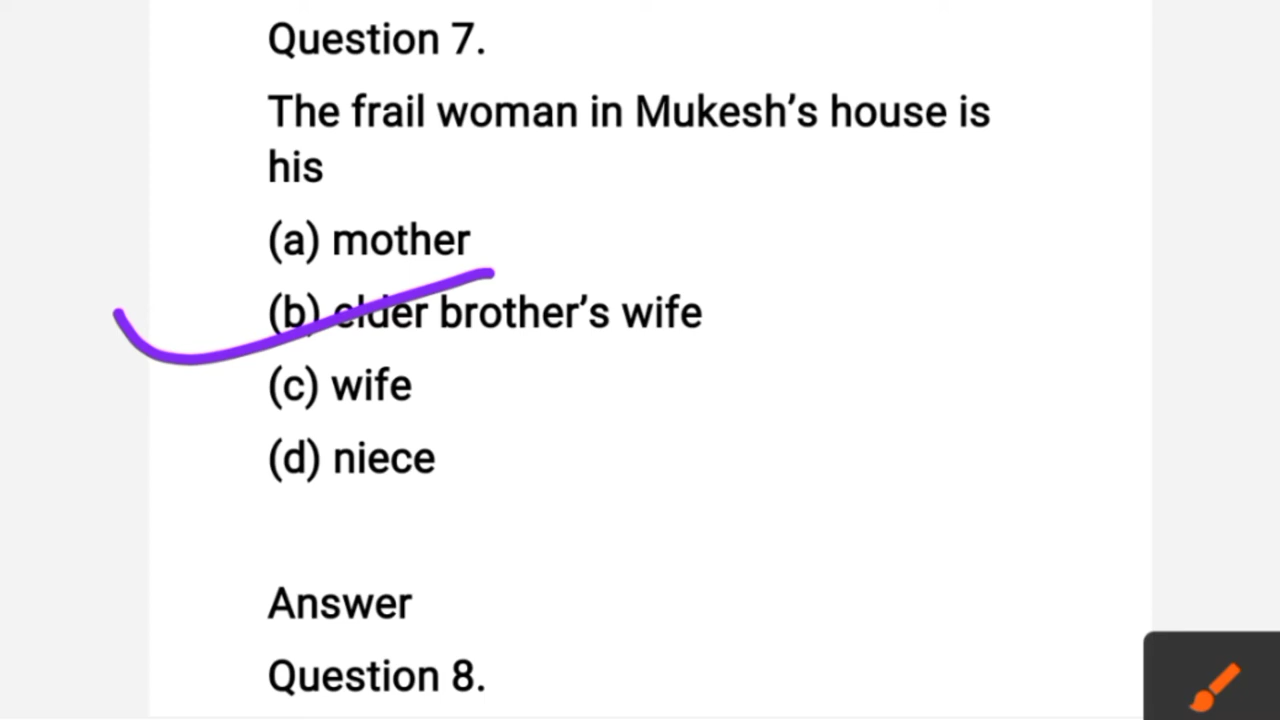 Question 7.
The frail woman in Mukesh’s house is
his
(a) mother
(b) elder brother’s wife
(c) wife
(d) niece
Answer
Question 8.